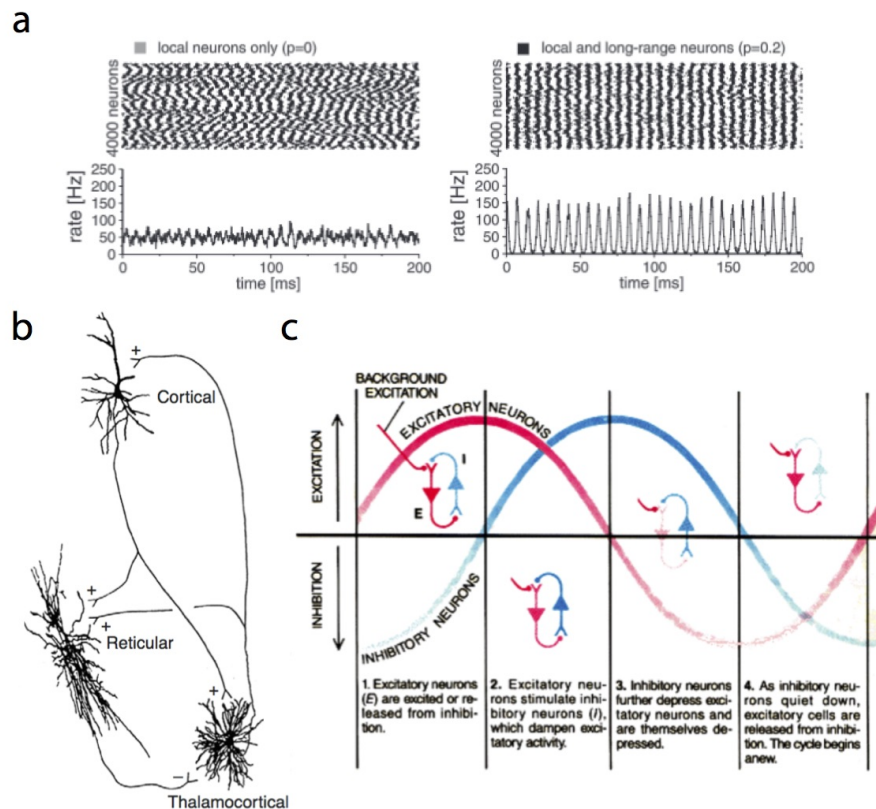 a
local neurons only (p=0)
4000 neurons
rate [Hz]
250
200
150
100
50
0
0 50 100 150 200
time [ms]
local and long-range neurons (p=0.2)
4000 neurons
rate [Hz]
250
200
150
100
50
0
0 50 100 150 200
time [ms]
b
+
Cortical
+
+
Reticular
+
−
Thalamocortical
c
BACKGROUND
EXCITATION
EXCITATORY NEURONS
EXCITATION
INHIBITION
INHIBITORY NEURONS
I
E
1. Excitatory neurons
(E) are excited or re-
leased from inhibi-
tion.
2. Excitatory neu-
rons stimulate inhi-
bitory neurons (I),
which dampen exci-
tatory activity.
3. Inhibitory neurons
further depress exci-
tatory neurons and
are themselves de-
pressed.
4. As inhibitory neu-
rons quiet down,
excitatory cells are
released from inhibi-
tion. The cycle begins
anew.